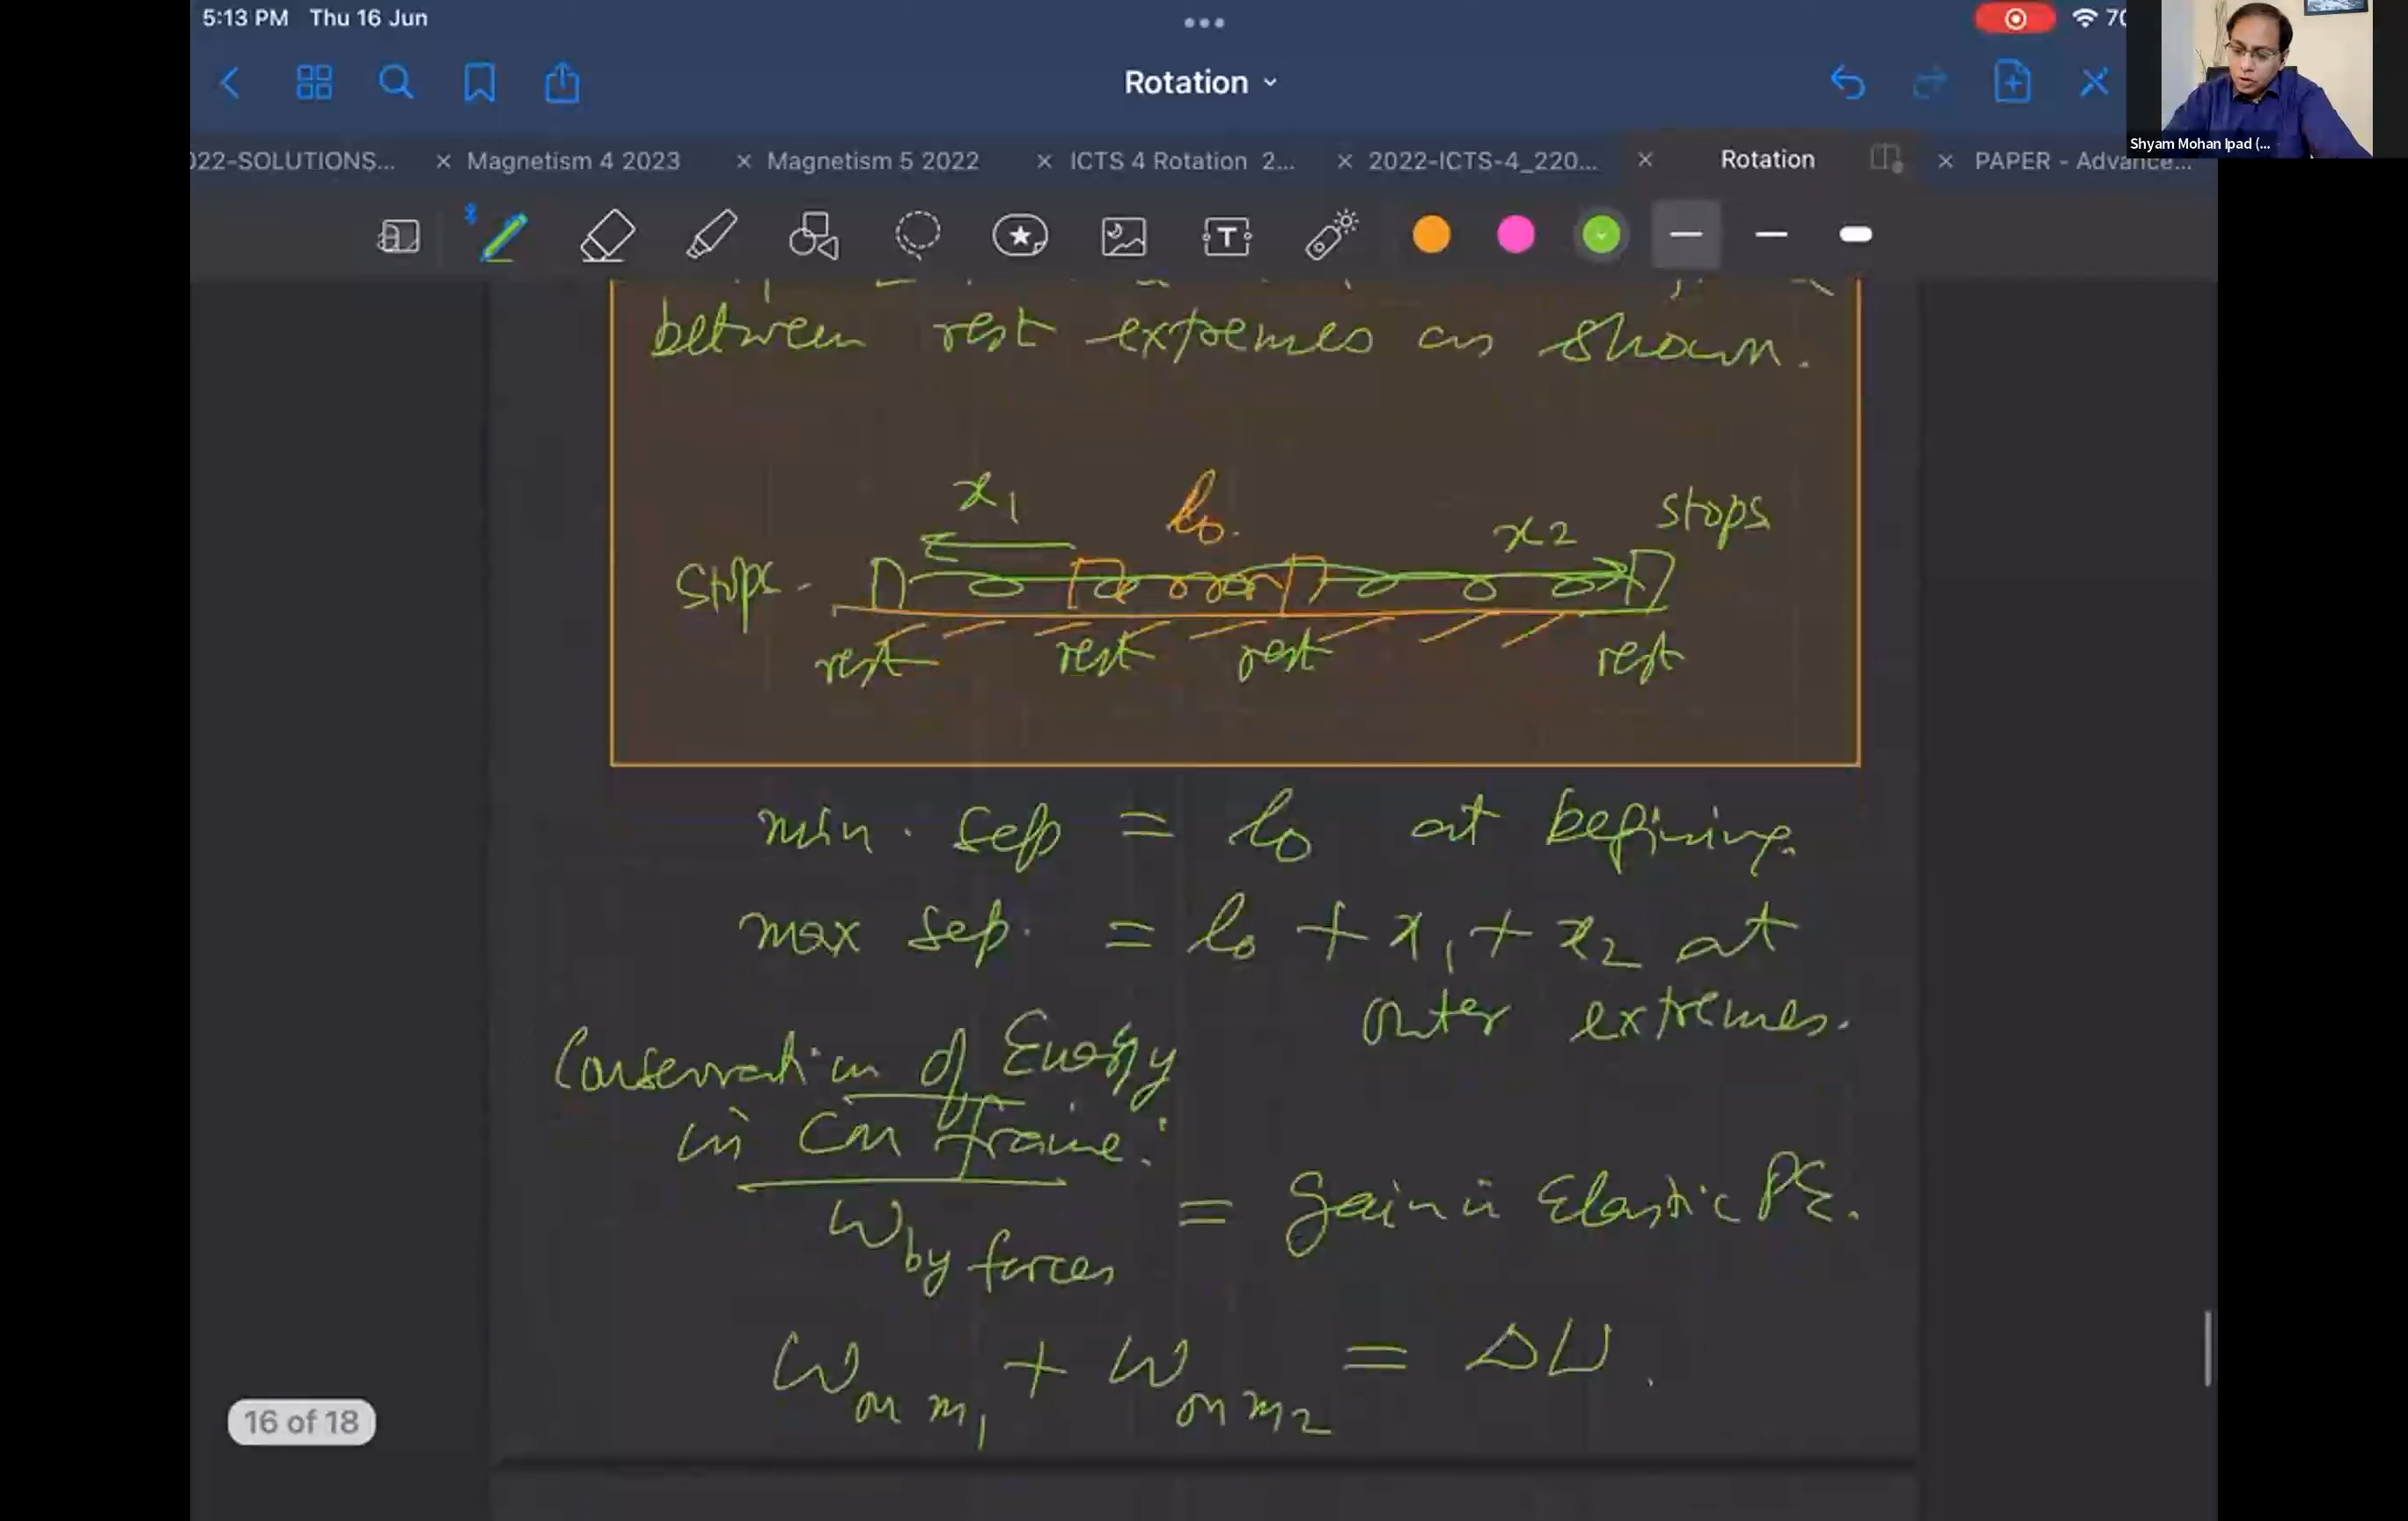 5:13 PM Thu 16 Jun
70
Rotation
Shyam Mohan Ipad (...
022-SOLUTIONS...
Magnetism 4 2023
Magnetism 5 2022
ICTS 4 Rotation 2...
2022-ICTS-4_220...
Rotation
PAPER - Advance...
T
between rest extremes as shown.
x1 l0. x2 stops
stops.
rest rest rest rest
min. sep = l0 at begining.
max sep. = l0 + x1 + x2 at
outer extremes.
Conservation of Energy
in CM frame:
W by forces = gain in Elastic PE.
W on m1 + W on m2 = ΔU.
16 of 18